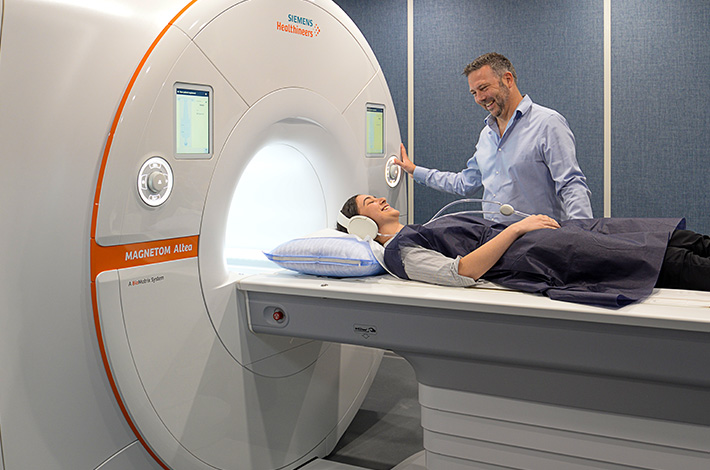 SIEMENS
Healthineers
MAGNETOM Altea
A BioMatrix System